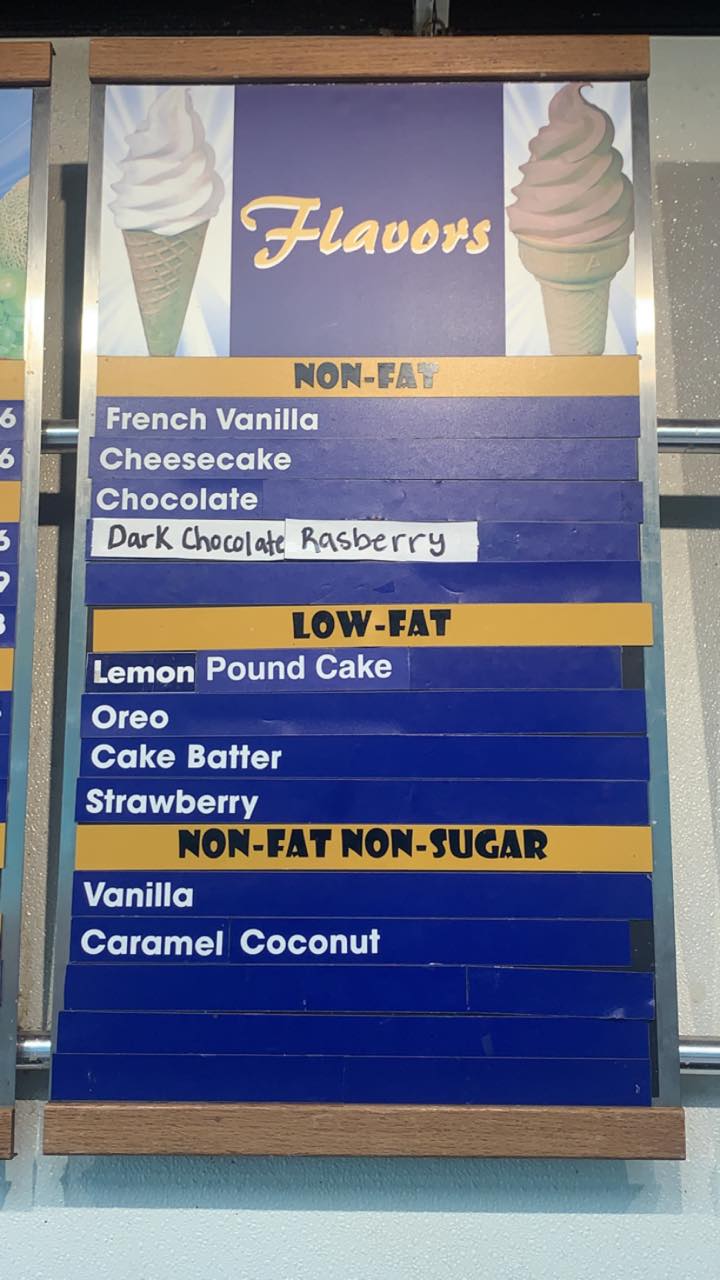 Flavors
NON-FAT
French Vanilla
Cheesecake
Chocolate
Dark Chocolate Rasberry
LOW-FAT
Lemon Pound Cake
Oreo
Cake Batter
Strawberry
NON-FAT NON-SUGAR
Vanilla
Caramel Coconut